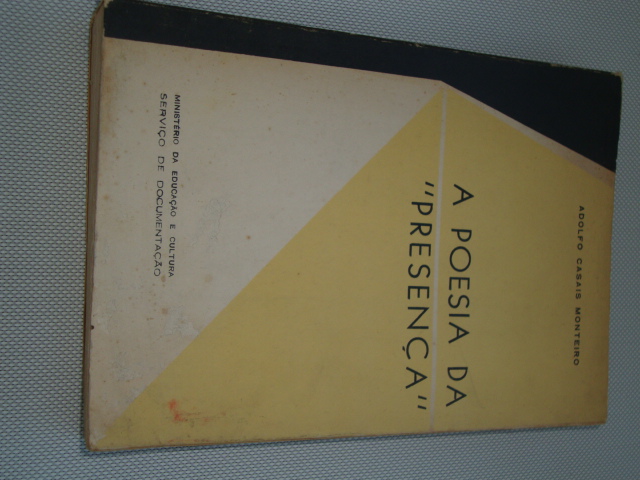 ADOLFO CASAIS MONTEIRO
A POESIA DA
"PRESENÇA"
MINISTÉRIO DA EDUCAÇÃO E CULTURA
SERVIÇO DE DOCUMENTAÇÃO